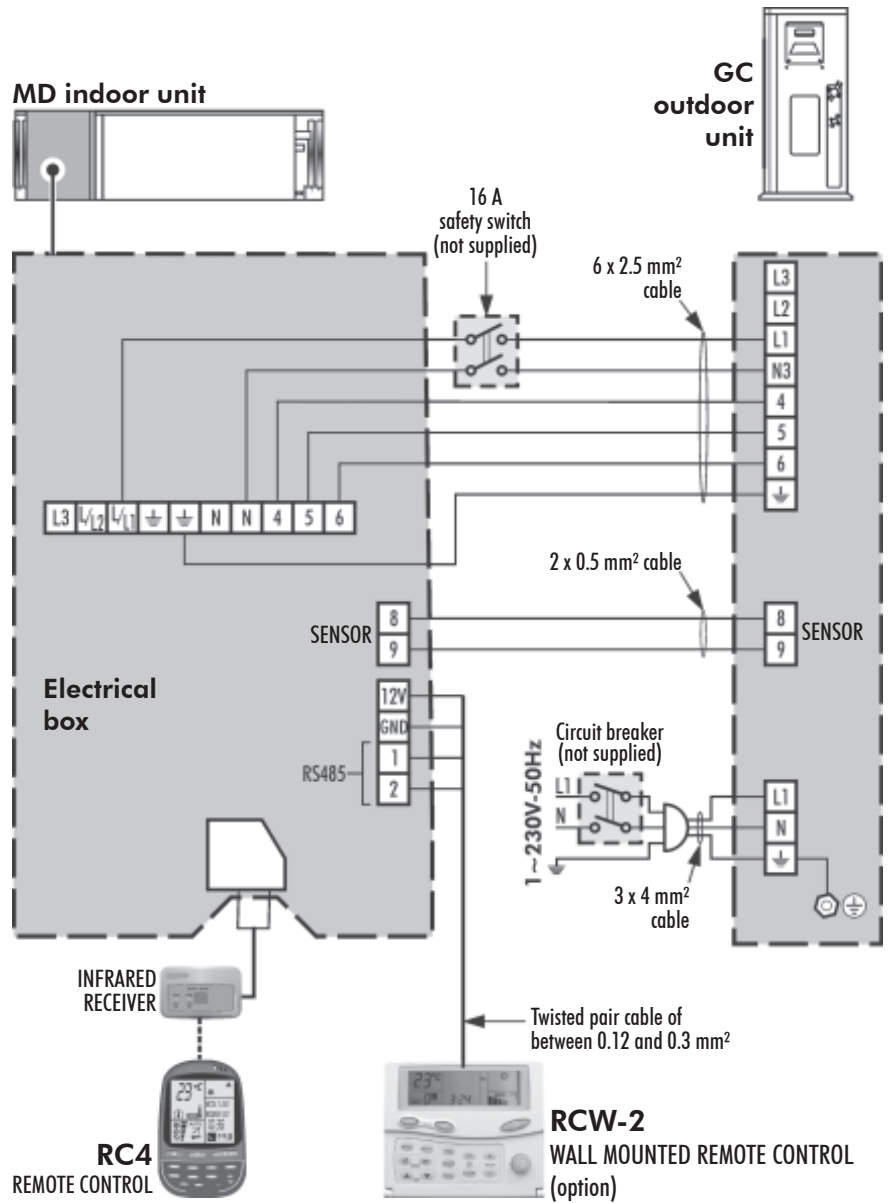 MD indoor unit
GC
outdoor
unit
16 A
safety switch
(not supplied)
6 x 2.5 mm²
cable
L3
L2
L1
N3
4
5
6
L3 L/L2 L/L1 N N 4 5 6
2 x 0.5 mm² cable
SENSOR
8
9
8
9
SENSOR
Electrical
box
12V
GND
1
2
RS485
Circuit breaker
(not supplied)
1~230V-50Hz
L1
N
L1
N
3 x 4 mm²
cable
INFRARED
RECEIVER
Twisted pair cable of
between 0.12 and 0.3 mm²
23°C
23°C
3:24
RC4
REMOTE CONTROL
RCW-2
WALL MOUNTED REMOTE CONTROL
(option)